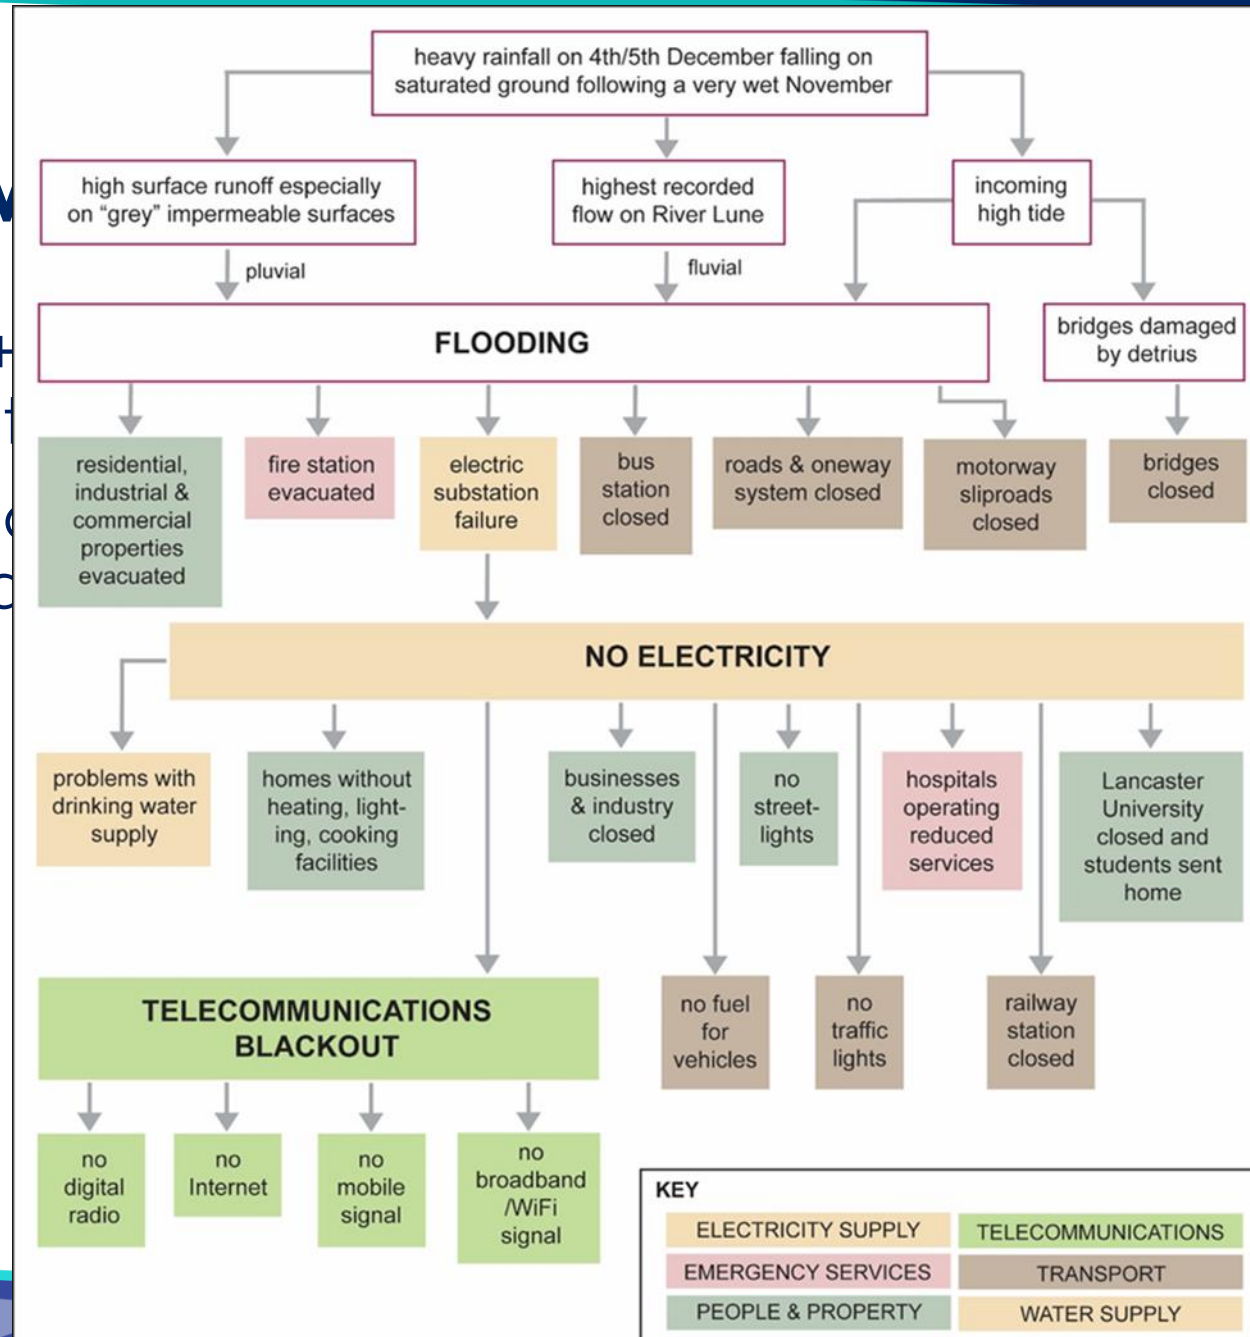 heavy rainfall on 4th/5th December falling on
saturated ground following a very wet November
high surface runoff especially
on “grey” impermeable surfaces
highest recorded
flow on River Lune
incoming
high tide
pluvial
fluvial
FLOODING
bridges damaged
by detrius
residential,
industrial &
commercial
properties
evacuated
fire station
evacuated
electric
substation
failure
bus
station
closed
roads & oneway
system closed
motorway
sliproads
closed
bridges
closed
NO ELECTRICITY
problems with
drinking water
supply
homes without
heating, light-
ing, cooking
facilities
businesses
& industry
closed
no
street-
lights
hospitals
operating
reduced
services
Lancaster
University
closed and
students sent
home
TELECOMMUNICATIONS
BLACKOUT
no fuel
for
vehicles
no
traffic
lights
railway
station
closed
no
digital
radio
no
Internet
no
mobile
signal
no
broadband
/WiFi
signal
KEY
ELECTRICITY SUPPLY
TELECOMMUNICATIONS
EMERGENCY SERVICES
TRANSPORT
PEOPLE & PROPERTY
WATER SUPPLY